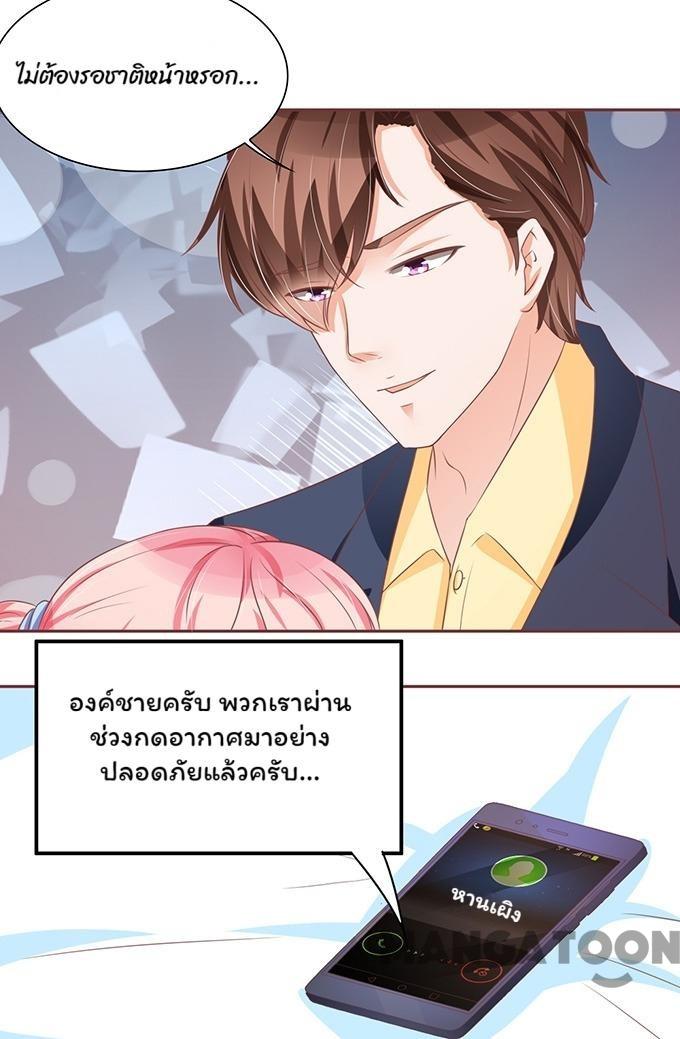 ไม่ต้องรอชาติหน้าหรอก...
องค์ชายครับ พวกเราผ่าน
ช่วงกดอากาศมาอย่าง
ปลอดภัยแล้วครับ...
หานเผิง
MANGATOON